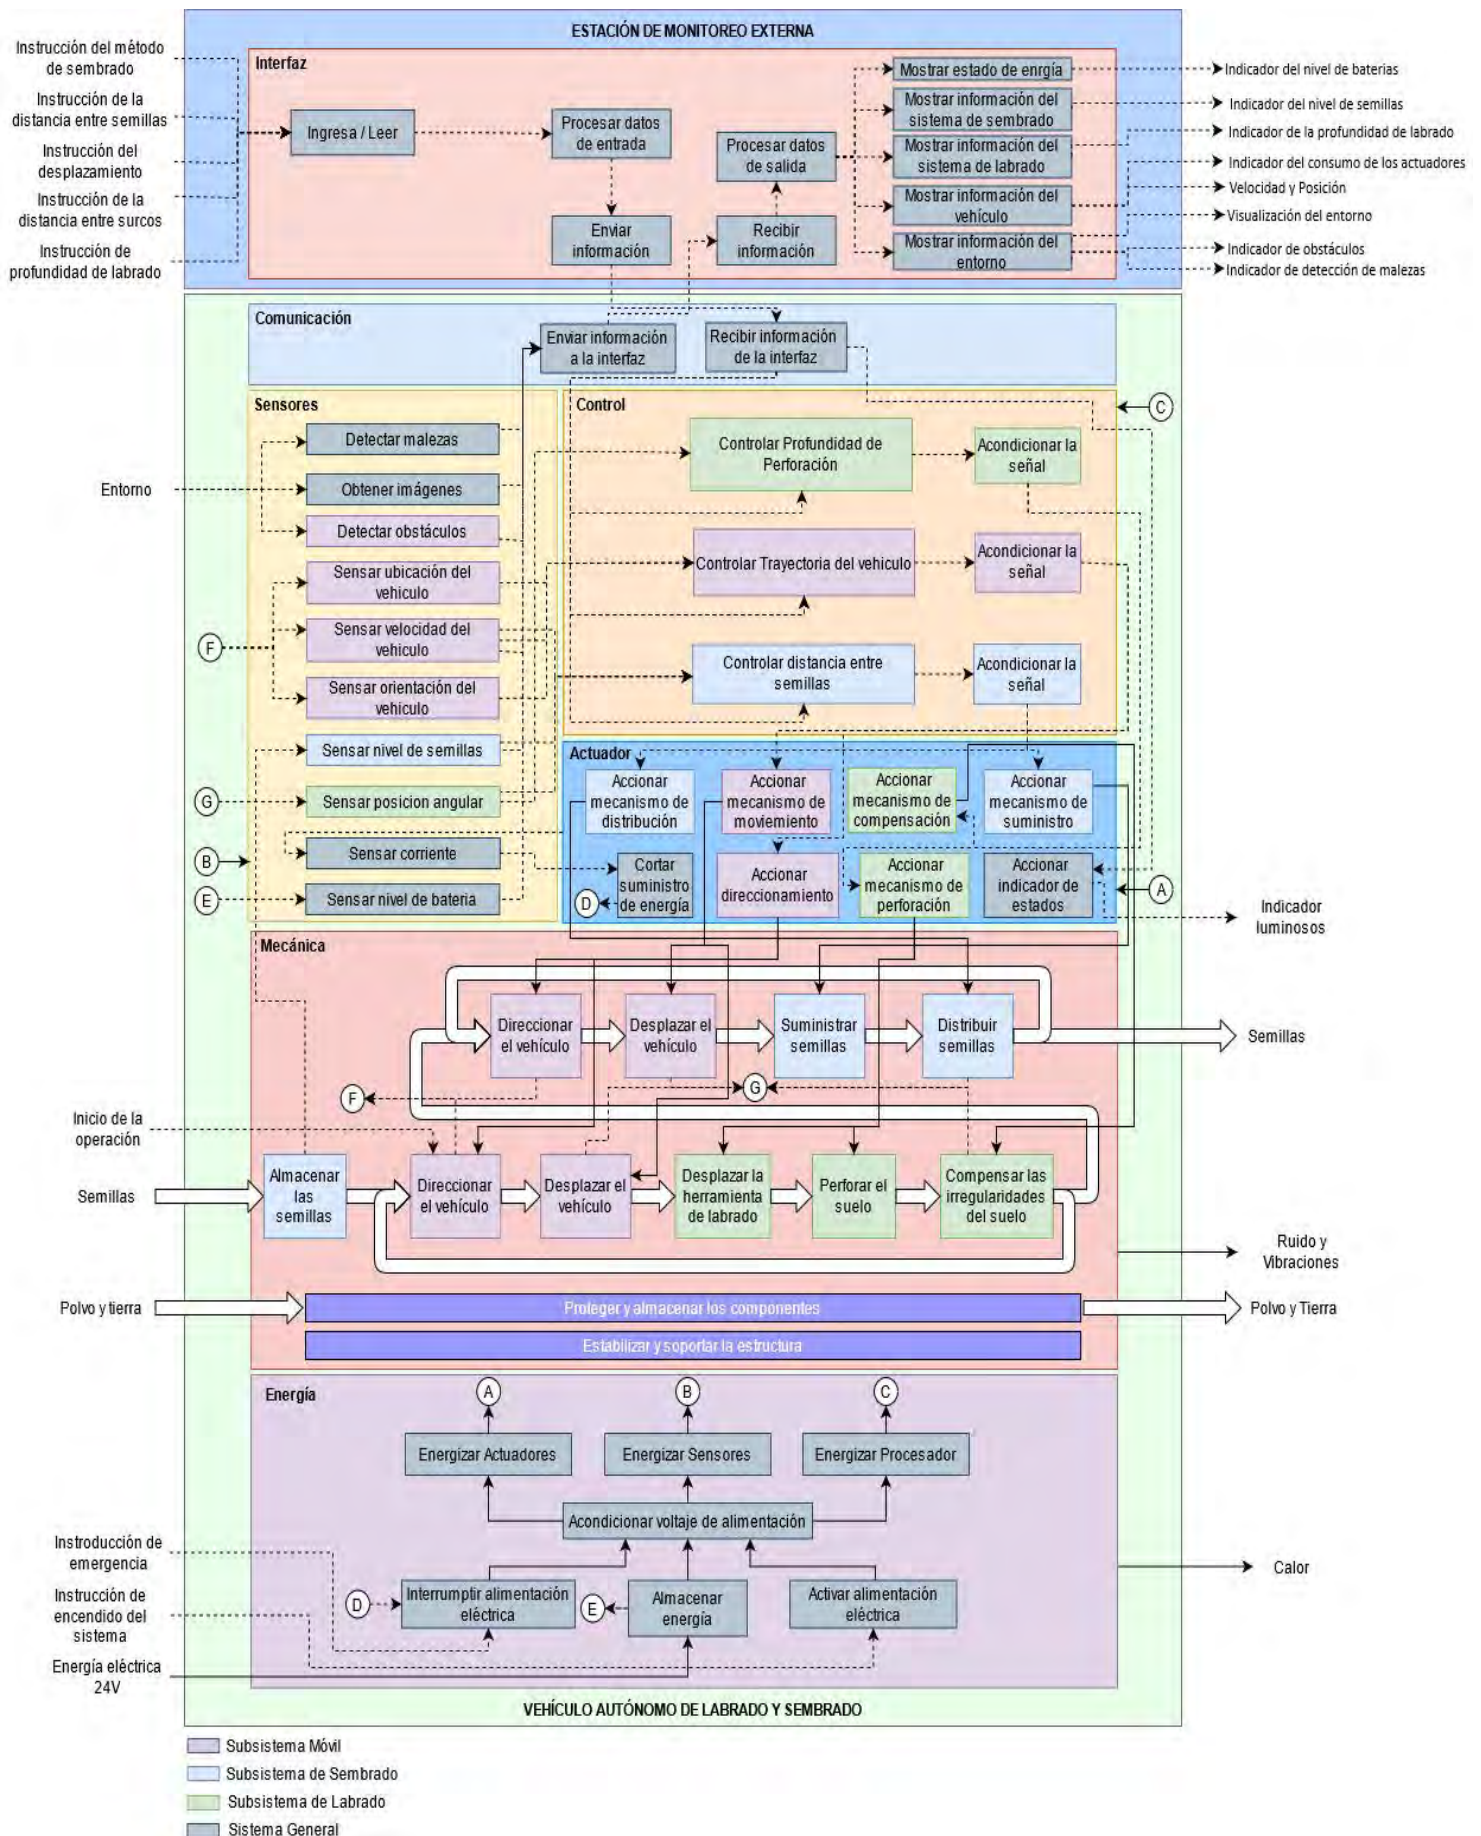 ESTACIÓN DE MONITOREO EXTERNA
Interfaz
Instrucción del método
de sembrado
Instrucción de la
distancia entre semillas
Instrucción del
desplazamiento
Instrucción de la
distancia entre surcos
Instrucción de
profundidad de labrado
Ingresa / Leer
Procesar datos
de entrada
Enviar
información
Procesar datos
de salida
Recibir
información
Mostrar estado de enrgía
Mostrar información del
sistema de sembrado
Mostrar información del
sistema de labrado
Mostrar información del
vehículo
Mostrar información del
entorno
Indicador del nivel de baterias
Indicador del nivel de semillas
Indicador de la profundidad de labrado
Indicador del consumo de los actuadores
Velocidad y Posición
Visualización del entorno
Indicador de obstáculos
Indicador de detección de malezas
Comunicación
Enviar información
a la interfaz
Recibir información
de la interfaz
Sensores
Detectar malezas
Entorno
Obtener imágenes
Detectar obstáculos
Sensar ubicación del
vehiculo
F
Sensar velocidad del
vehiculo
Sensar orientación del
vehiculo
Sensar nivel de semillas
G
Sensar posicion angular
B
Sensar corriente
E
Sensar nivel de bateria
Control
C
Controlar Profundidad de
Perforación
Acondicionar la
señal
Controlar Trayectoria del vehiculo
Acondicionar la
señal
Controlar distancia entre
semillas
Acondicionar la
señal
Actuador
Accionar
mecanismo de
distribución
Accionar
mecanismo de
moviemiento
Accionar
mecanismo de
compensación
Accionar
mecanismo de
suministro
D
Cortar
suministro
de energía
Accionar
direccionamiento
Accionar
mecanismo de
perforación
Accionar
indicador de
estados
A
Indicador
luminosos
Mecánica
Direccionar
el vehículo
Desplazar el
vehículo
Suministrar
semillas
Distribuir
semillas
Semillas
F
G
Inicio de la
operación
Semillas
Almacenar
las
semillas
Direccionar
el vehículo
Desplazar el
vehículo
Desplazar la
herramienta
de labrado
Perforar el
suelo
Compensar las
irregularidades
del suelo
Ruido y
Vibraciones
Polvo y tierra
Proteger y almacenar los componentes
Polvo y Tierra
Estabilizar y soportar la estructura
Energía
A
B
C
Energizar Actuadores
Energizar Sensores
Energizar Procesador
Acondicionar voltaje de alimentación
Instroducción de
emergencia
Instrucción de
encendido del
sistema
Energía eléctrica
24V
D
Interrumptir alimentación
eléctrica
E
Almacenar
energía
Activar alimentación
eléctrica
Calor
VEHÍCULO AUTÓNOMO DE LABRADO Y SEMBRADO
Subsistema Móvil
Subsistema de Sembrado
Subsistema de Labrado
Sistema General